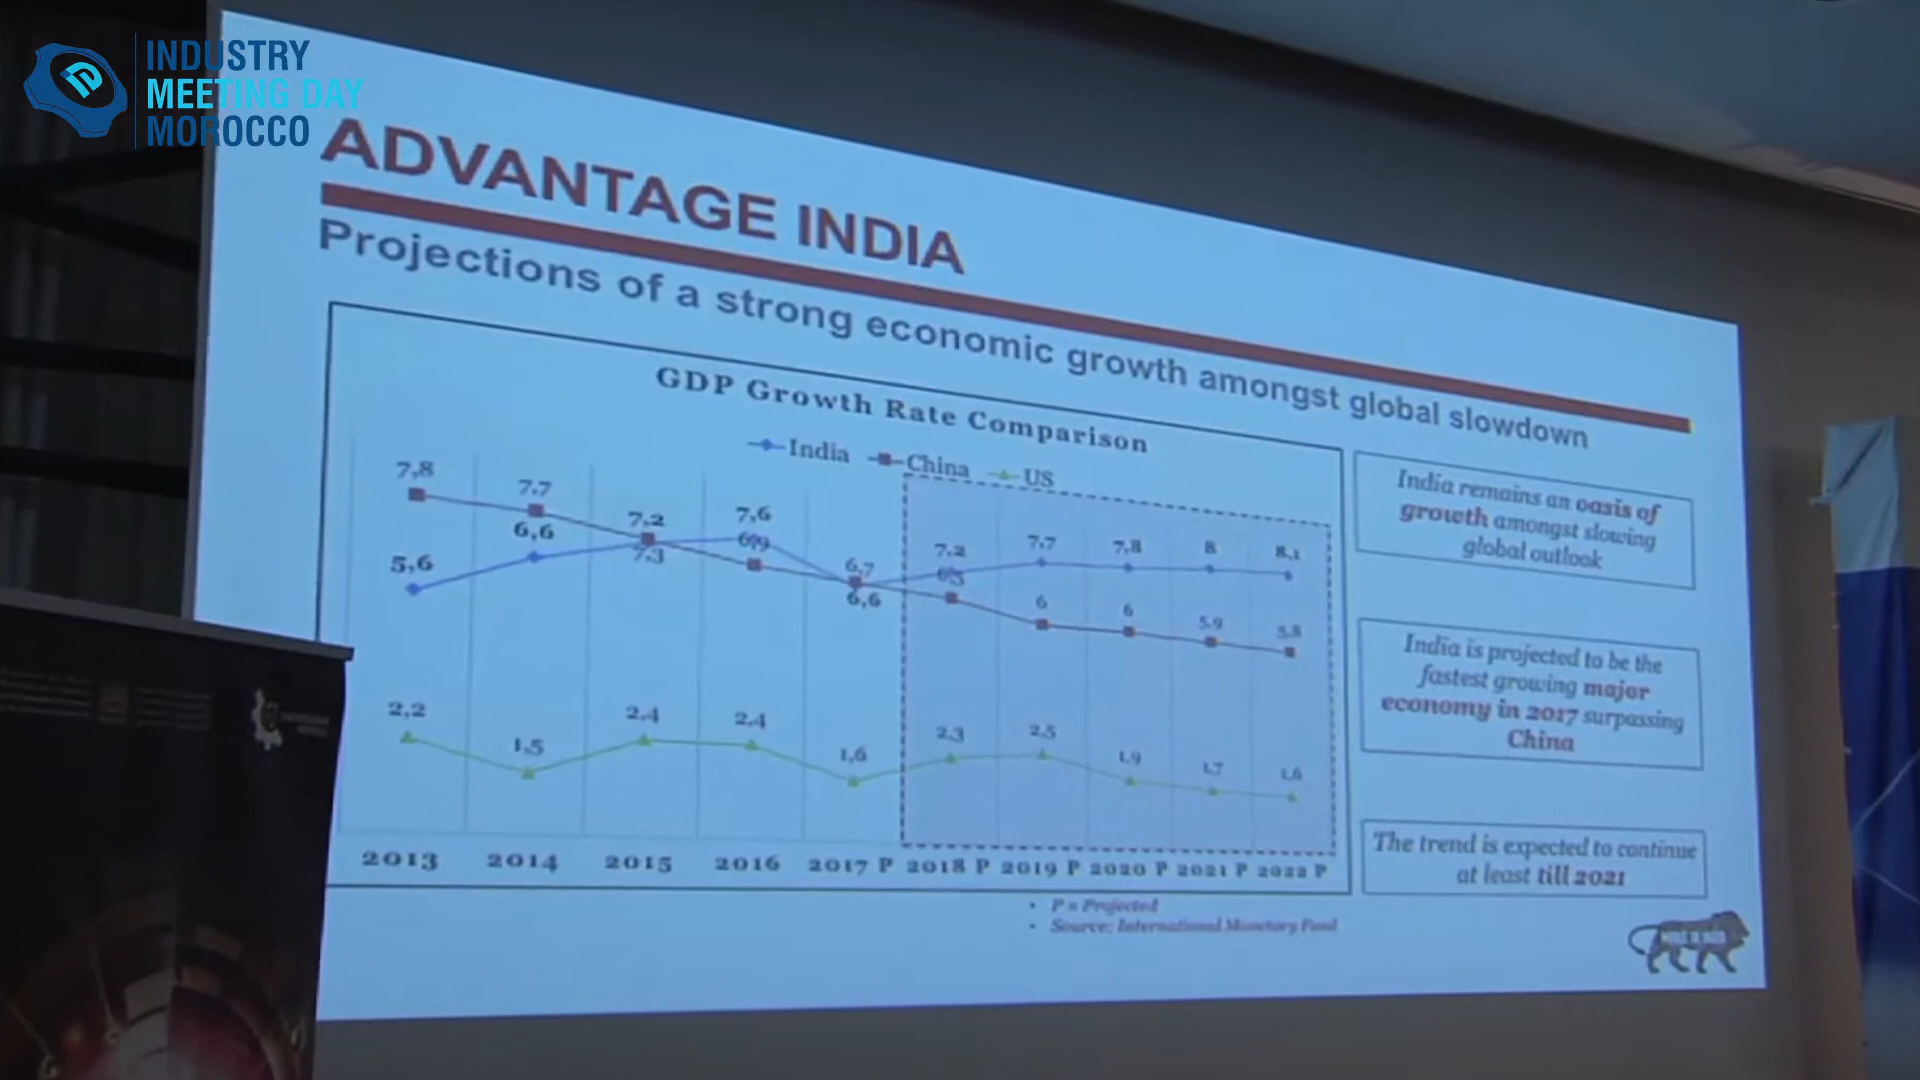 INDUSTRY
MEETING DAY
MOROCCO
ADVANTAGE INDIA
Projections of a strong economic growth amongst global slowdown
GDP Growth Rate Comparison
India China US
7,8 7,7 7,2 7,6 6,7 7,2 7,7 7,8 8 8,1
5,6 6,6 7,3 6,9 6,6 6,5 6 6 5,9 5,8
2,2 1,5 2,4 2,4 1,6 2,3 2,5 1,9 1,7 1,6
2013 2014 2015 2016 2017 P 2018 P 2019 P 2020 P 2021 P 2022 P
• P = Projected
• Source: International Monetary Fund
India remains an oasis of
growth amongst slowing
global outlook
India is projected to be the
fastest growing major
economy in 2017 surpassing
China
The trend is expected to continue
at least till 2021